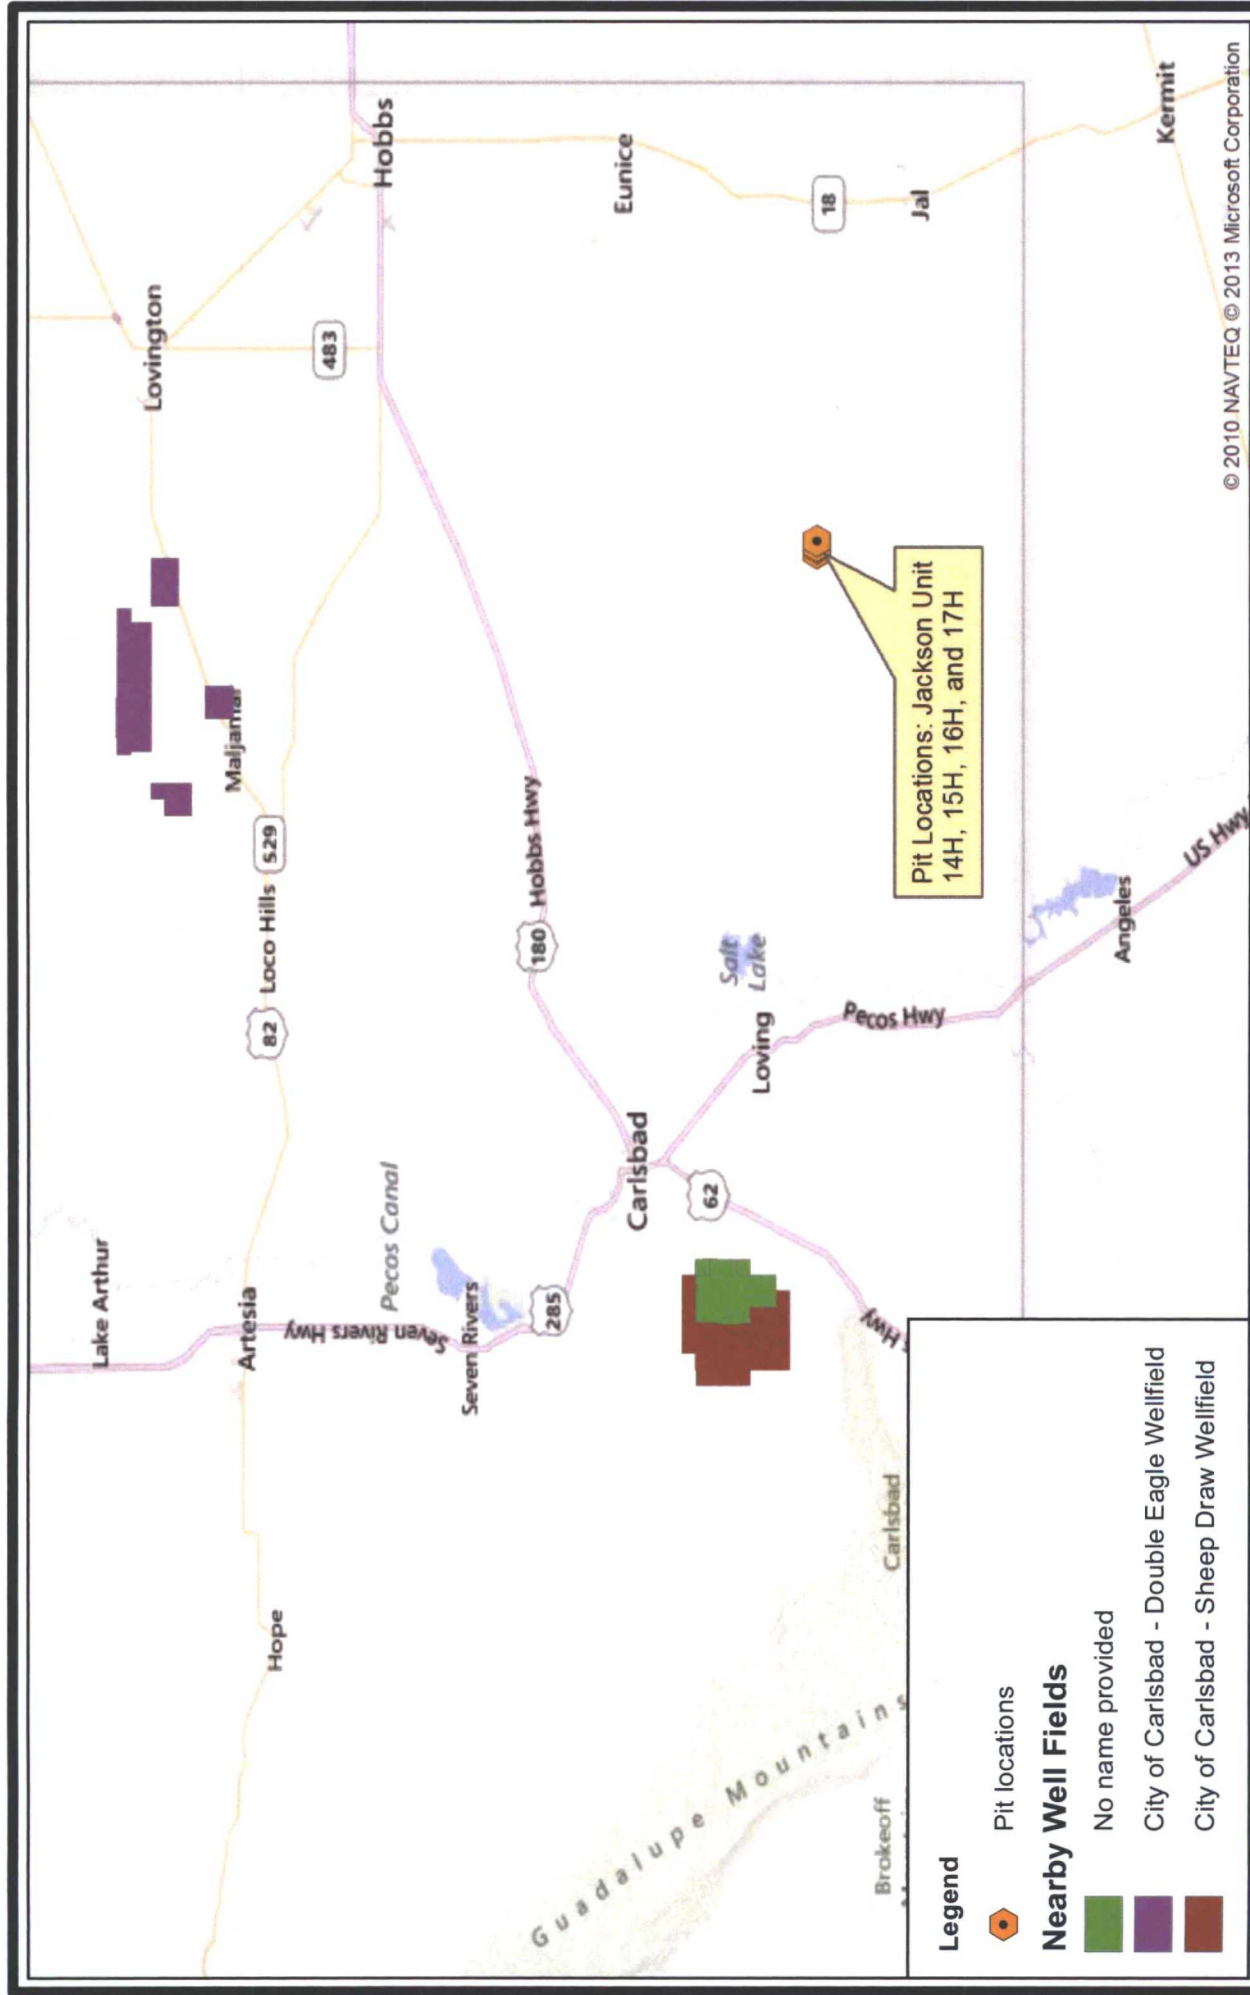 Lake Arthur
Lovington
Maljamar
Artesia
82
Loco Hills
529
483
Hobbs
Hope
Seven Rivers Hwy
Pecos Canal
Seven Rivers
285
180
Hobbs Hwy
Eunice
Carlsbad
62
Salt
Lake
Loving
18
Pecos Hwy
Jal
Guadalupe Mountains
Hwy
Carlsbad
Brokeoff
Pit Locations: Jackson Unit
14H, 15H, 16H, and 17H
Angeles
US Hwy
Kermit
Legend
Pit locations
Nearby Well Fields
No name provided
City of Carlsbad - Double Eagle Wellfield
City of Carlsbad - Sheep Draw Wellfield
© 2010 NAVTEQ © 2013 Microsoft Corporation